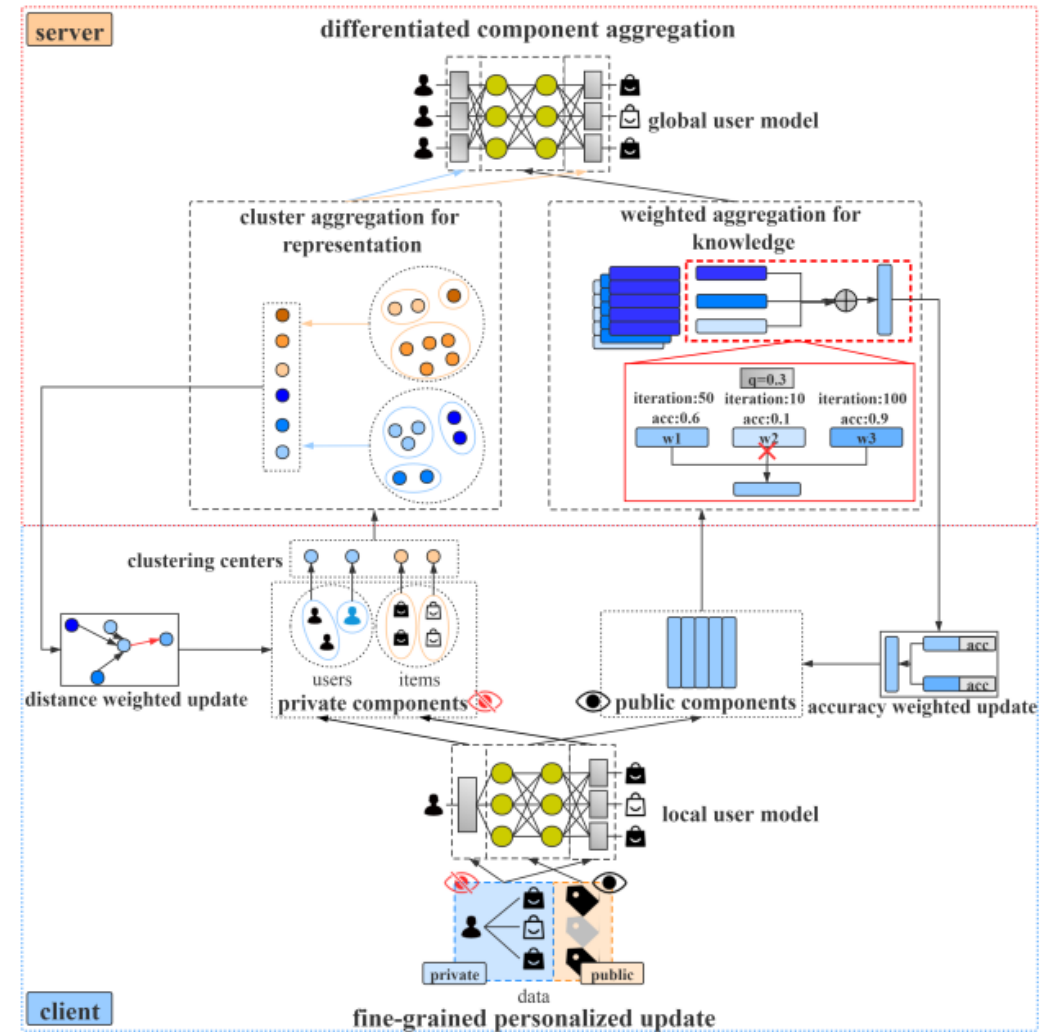 server
differentiated component aggregation
global user model
cluster aggregation for
representation
weighted aggregation for
knowledge
q=0.3
iteration:50 iteration:10 iteration:100
acc:0.6 acc:0.1 acc:0.9
w1 w2 w3
clustering centers
users items
private components
distance weighted update
public components
acc
acc
accuracy weighted update
local user model
private
public
data
fine-grained personalized update
client